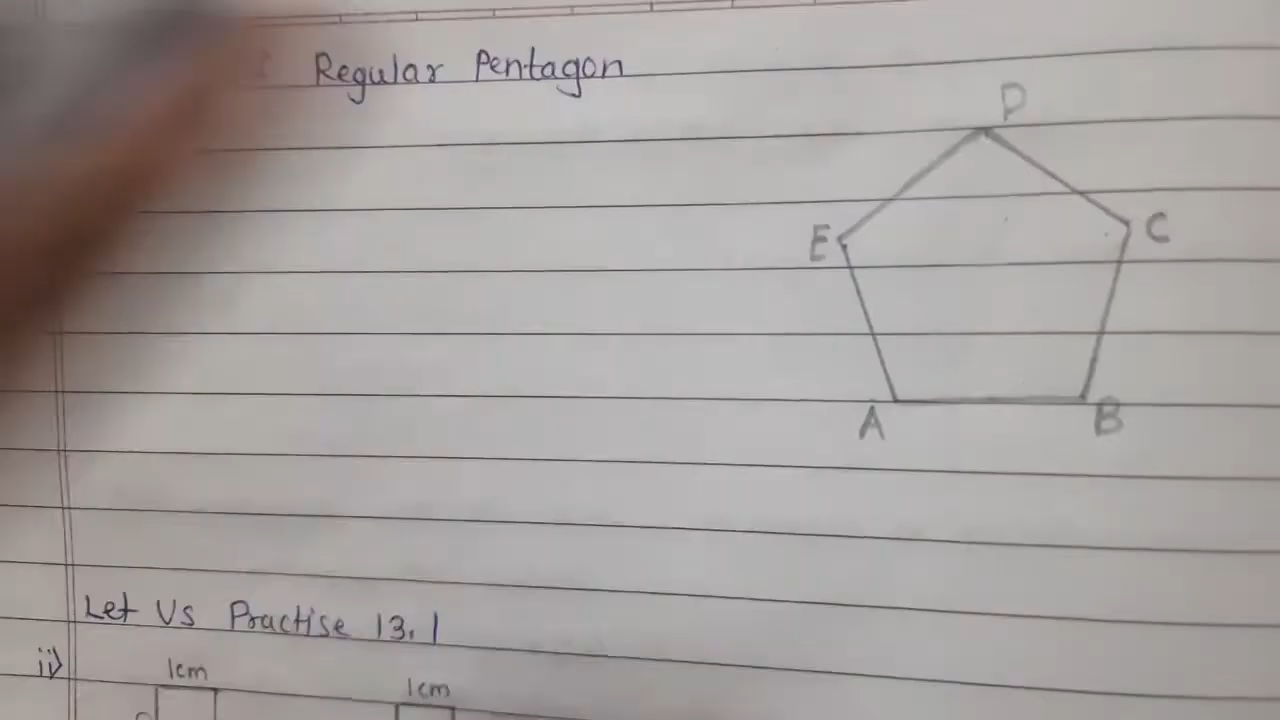 Regular Pentagon
D
E
C
A
B
Let Us Practise 13.1
ii)
1cm
1cm